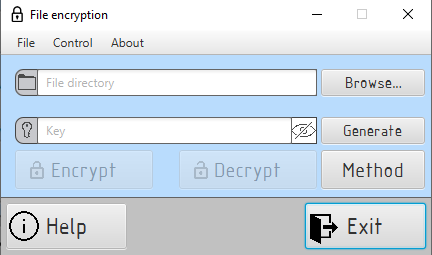 File encryption
File Control About
File directory Browse...
Key Generate
Encrypt Decrypt Method
Help Exit